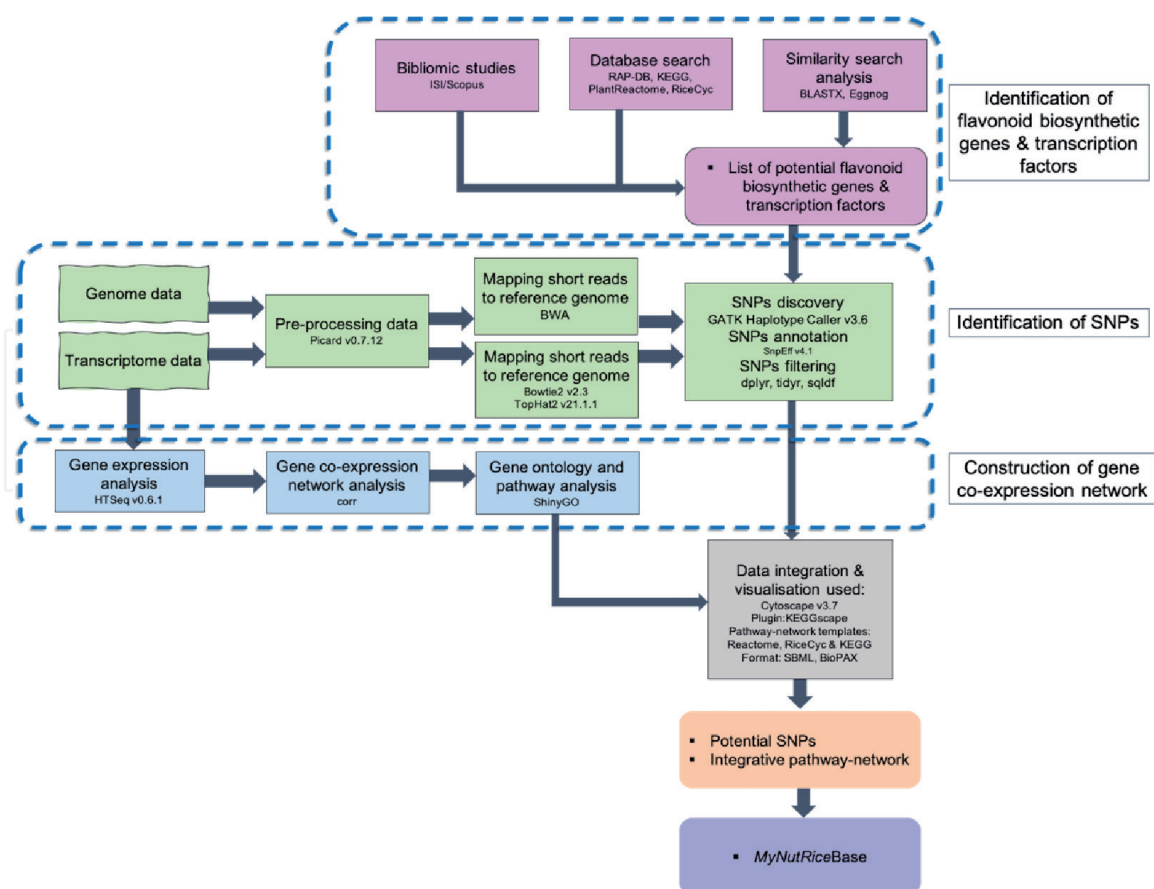 Bibliomic studies
ISI/Scopus
Database search
RAP-DB, KEGG,
PlantReactome, RiceCyc
Similarity search
analysis
BLASTX, Eggnog
Identification of
flavonoid biosynthetic
genes & transcription
factors
▪ List of potential flavonoid
biosynthetic genes &
transcription factors
Genome data
Transcriptome data
Pre-processing data
Picard v0.7.12
Mapping short reads
to reference genome
BWA
Mapping short reads
to reference genome
Bowtie2 v2.3
TopHat2 v21.1.1
SNPs discovery
GATK Haplotype Caller v3.6
SNPs annotation
SnpEff v4.1
SNPs filtering
dplyr, tidyr, sqldf
Identification of SNPs
Gene expression
analysis
HTSeq v0.6.1
Gene co-expression
network analysis
corr
Gene ontology and
pathway analysis
ShinyGO
Construction of gene
co-expression network
Data integration &
visualisation used:
Cytoscape v3.7
Plugin:KEGGscape
Pathway-network templates:
Reactome, RiceCyc & KEGG
Format: SBML, BioPAX
▪ Potential SNPs
▪ Integrative pathway-network
▪ MyNutRiceBase